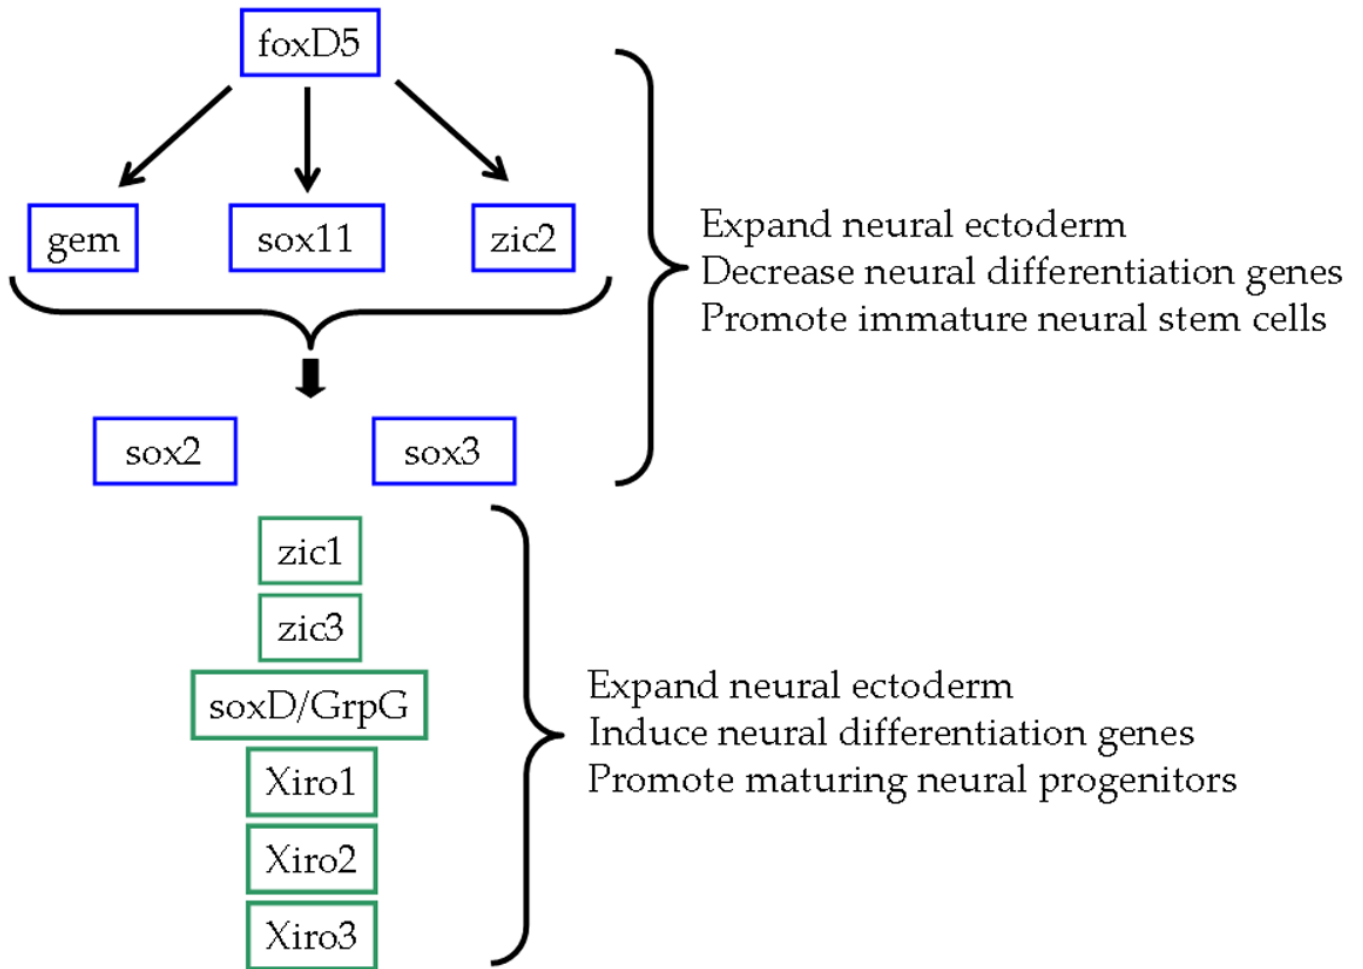 foxD5
gem
sox11
zic2
Expand neural ectoderm
Decrease neural differentiation genes
Promote immature neural stem cells
sox2
sox3
zic1
zic3
soxD/GrpG
Xiro1
Xiro2
Xiro3
Expand neural ectoderm
Induce neural differentiation genes
Promote maturing neural progenitors